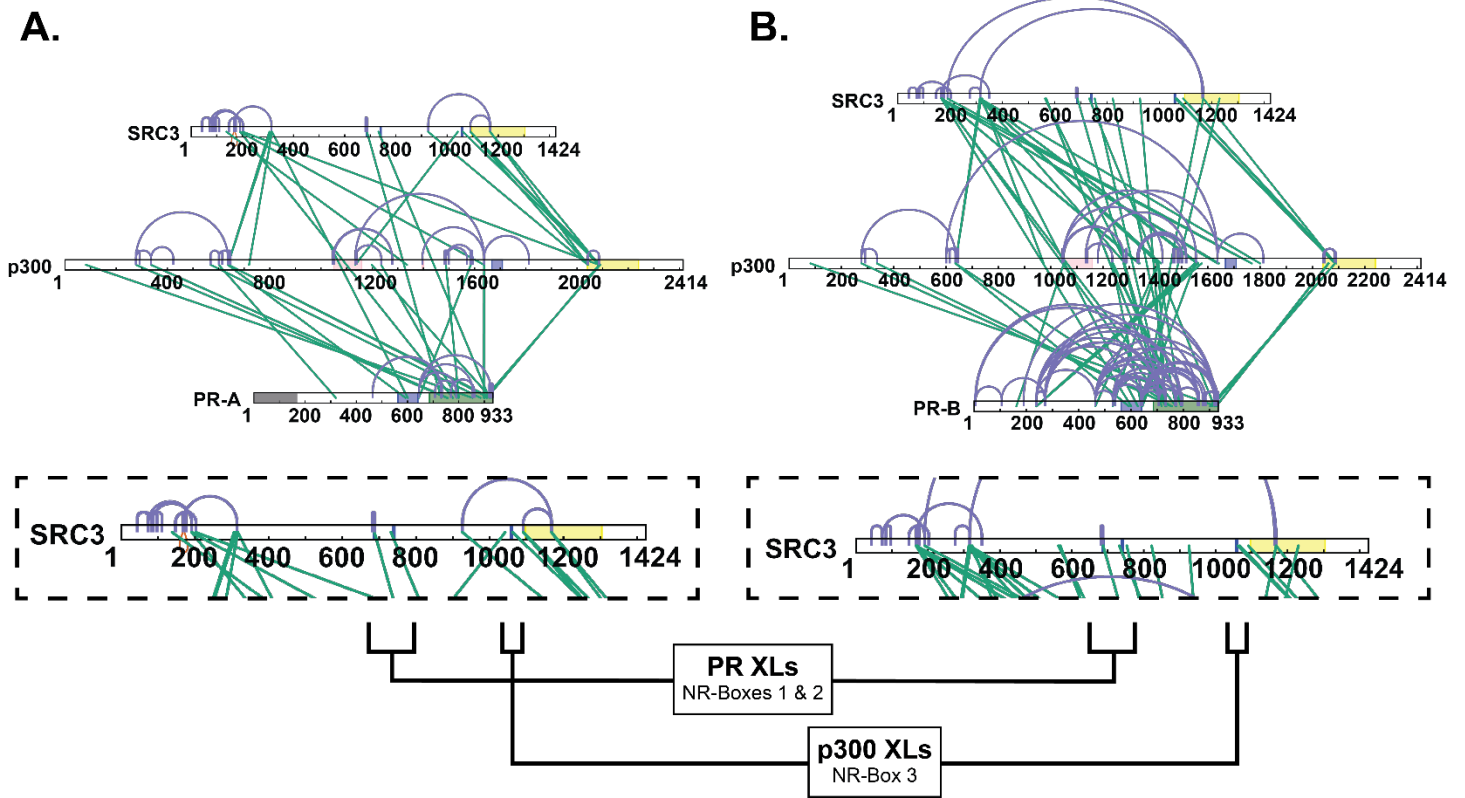 A.
SRC3
1 200 400 600 800 1000 1200 1424
p300
1 400 800 1200 1600 2000 2414
PR-A
1 200 400 600 800 933
B.
SRC3
1 200 400 600 800 1000 1200 1424
p300
1 200 400 600 800 1000 1200 1400 1600 1800 2000 2200 2414
PR-B
1 200 400 600 800 933
SRC3
1 200 400 600 800 1000 1200 1424
SRC3
1 200 400 600 800 1000 1200 1424
PR XLs
NR-Boxes 1 & 2
p300 XLs
NR-Box 3